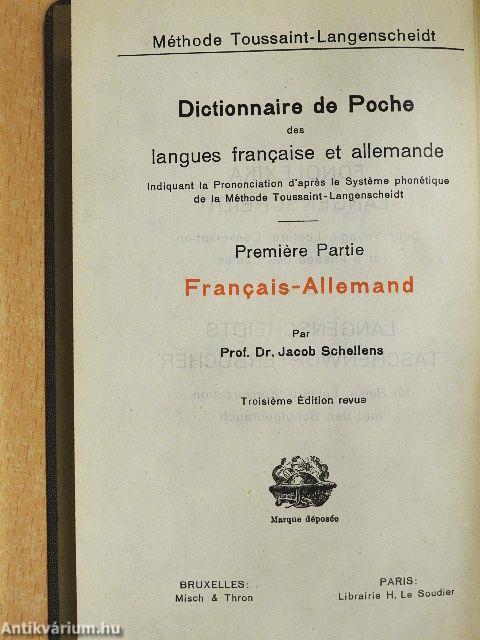 Méthode Toussaint-Langenscheidt
Dictionnaire de Poche
des
langues française et allemande
Indiquant la Prononciation d'après le Système phonétique
de la Méthode Toussaint-Langenscheidt
Première Partie
Français-Allemand
Par
Prof. Dr. Jacob Schellens
Troisième Édition revue
Marque déposée
BRUXELLES:
Misch & Thron
PARIS:
Librairie H. Le Soudier
Antikvárium.hu